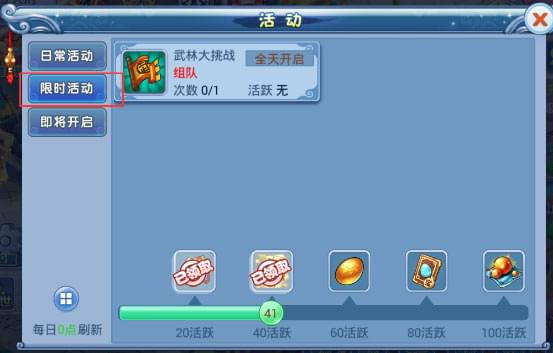 活动
日常活动
限时活动
即将开启
武林大挑战
全天开启
组队
次数 0/1
活跃 无
已领取
已领取
41
20活跃
40活跃
60活跃
80活跃
100活跃
每日0点刷新